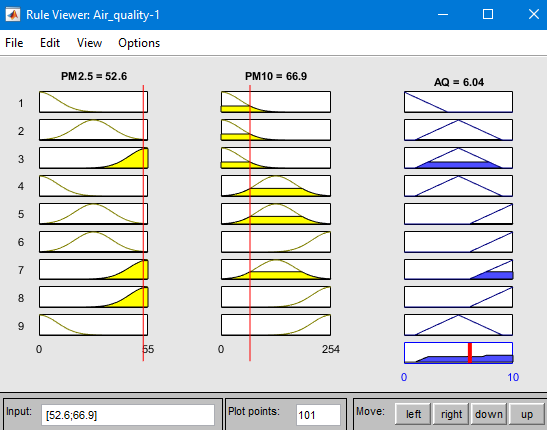 Rule Viewer: Air_quality-1
File Edit View Options
PM2.5 = 52.6 PM10 = 66.9 AQ = 6.04
1
2
3
4
5
6
7
8
9
0 55 0 254
0 10
Input: [52.6;66.9] Plot points: 101 Move: left right down up